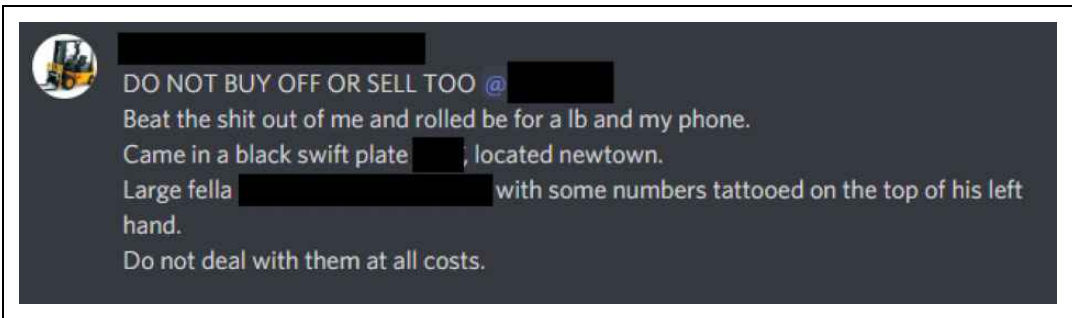 DO NOT BUY OFF OR SELL TOO @
Beat the shit out of me and rolled be for a lb and my phone.
Came in a black swift plate , located newtown.
Large fella with some numbers tattooed on the top of his left
hand.
Do not deal with them at all costs.